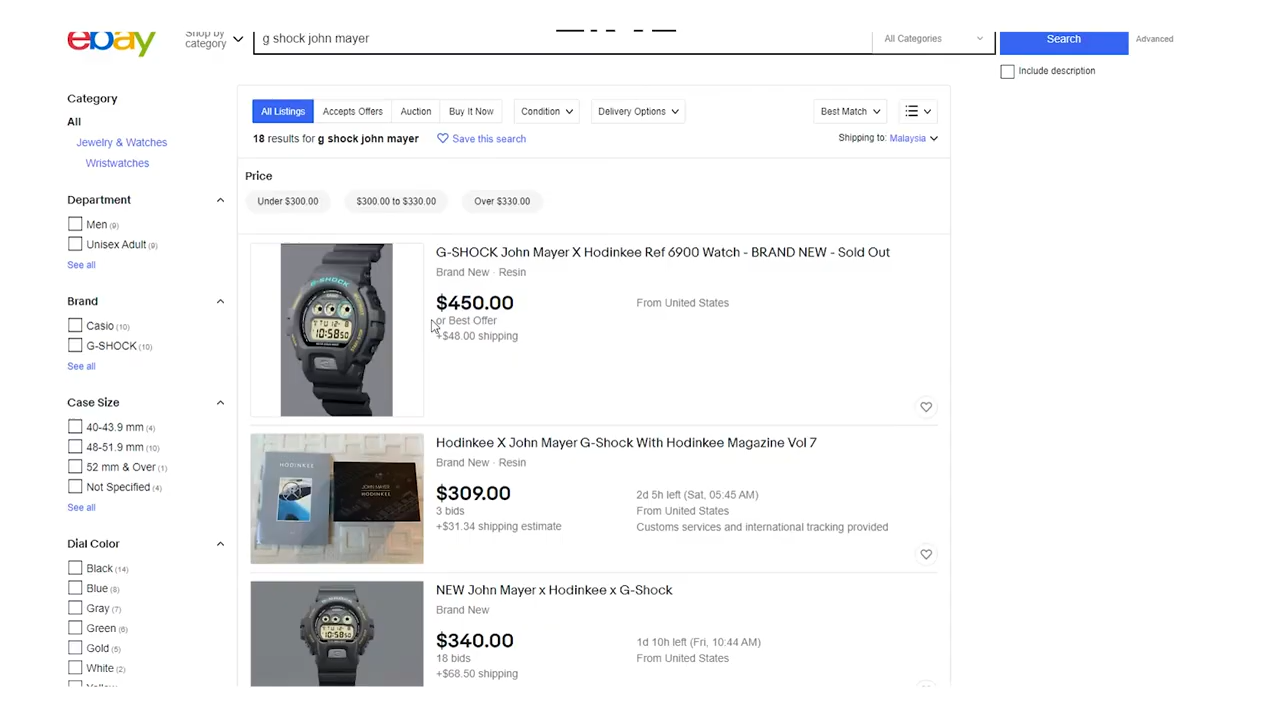 ebay
Shop by category
g shock john mayer
All Categories
Search
Advanced
Include description
Category
All
Jewelry & Watches
Wristwatches
Department
Men (9)
Unisex Adult (9)
See all
Brand
Casio (10)
G-SHOCK (10)
See all
Case Size
40-43.9 mm (4)
48-51.9 mm (10)
52 mm & Over (1)
Not Specified (4)
See all
Dial Color
Black (14)
Blue (8)
Gray (7)
Green (6)
Gold (5)
White (2)
All Listings
Accepts Offers
Auction
Buy It Now
Condition
Delivery Options
Best Match
18 results for g shock john mayer
Save this search
Shipping to: Malaysia
Price
Under $300.00
$300.00 to $330.00
Over $330.00
G-SHOCK John Mayer X Hodinkee Ref 6900 Watch - BRAND NEW - Sold Out
Brand New · Resin
$450.00
From United States
or Best Offer
+$48.00 shipping
G-SHOCK
10:58 50
Hodinkee X John Mayer G-Shock With Hodinkee Magazine Vol 7
Brand New · Resin
$309.00
2d 5h left (Sat, 05:45 AM)
3 bids
From United States
+$31.34 shipping estimate
Customs services and international tracking provided
HODINKEE
JOHN MAYER
HODINKEE
NEW John Mayer x Hodinkee x G-Shock
Brand New
$340.00
1d 10h left (Fri, 10:44 AM)
18 bids
From United States
+$68.50 shipping